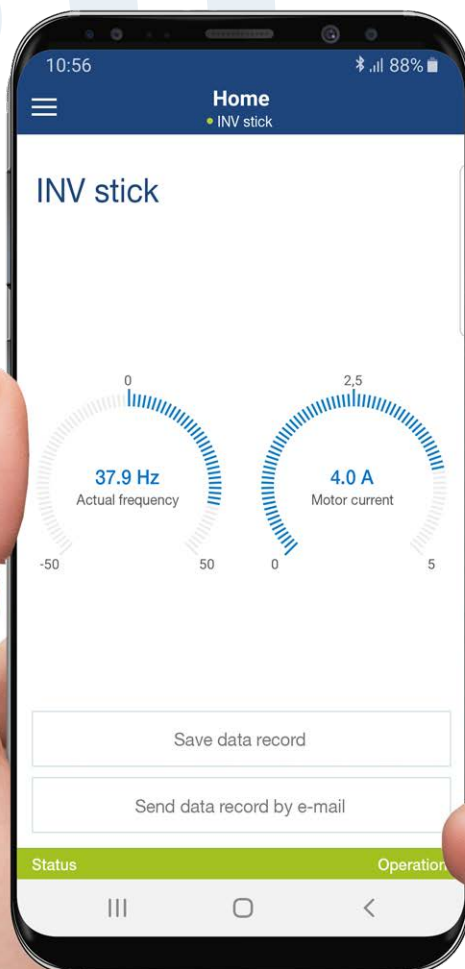 10:56 88%
Home
INV stick
INV stick
0
37.9 Hz
Actual frequency
-50 50
2,5
4.0 A
Motor current
0 5
Save data record
Send data record by e-mail
Status Operation